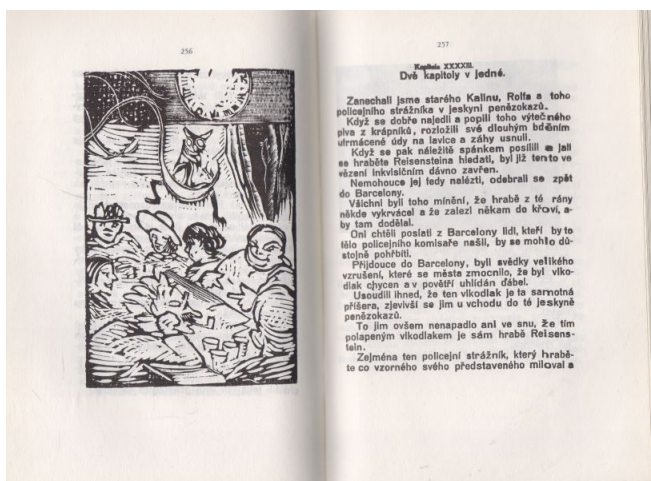 256
257
Kapitola XXXXIII.
Dvě kapitoly v jedné.
Zanechali jsme starého Kalinu, Rolfa a toho
policejního strážníka v jeskyni penězokazů.
Když se dobře najedli a popili toho výtečného
piva z krápníků, rozložili své dlouhým bděním
utrmácené údy na lavice a záhy usnuli.
Když se pak náležitě spánkem posílili a jali
se hraběte Reisensteina hledati, byl již tento ve
vězení inkvisičním dávno zavřen.
Nemohouce jej tedy nalézti, odebrali se zpět
do Barcelony.
Všichni byli toho mínění, že hrabě z té rány
někde vykrvácel a že zalezl někam do křoví, a-
by tam dodělal.
Oni chtěli poslati z Barcelony lidi, kteří by to
tělo policejního komisaře našli, by se mohlo dů-
stojně pohřbíti.
Přijdouce do Barcelony, byli svědky velikého
vzrušení, které se města zmocnilo, že byl vlko-
dlak chycen a v povětří uhlídán ďábel.
Usoudili ihned, že ten vlkodlak je ta samotná
příšera, zjevivší se jim u vchodu do té jeskyně
penězokazů.
To jim ovšem nenapadlo ani ve snu, že tím
polapeným vlkodlakem je sám hrabě Reisens-
tein.
Zejména ten policejní strážník, který hrabě-
te co vzorného svého představeného miloval a